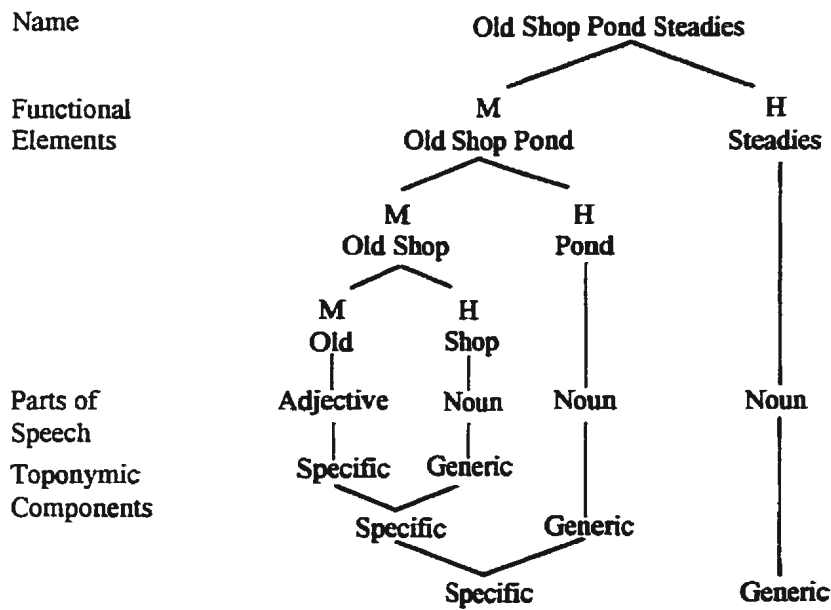 Name
Old Shop Pond Steadies
M H
Functional
Elements
Old Shop Pond Steadies
M H
Old Shop Pond
M H
Old Shop
Parts of
Speech
Adjective Noun Noun Noun
Toponymic
Components
Specific Generic
Specific Generic
Specific Generic